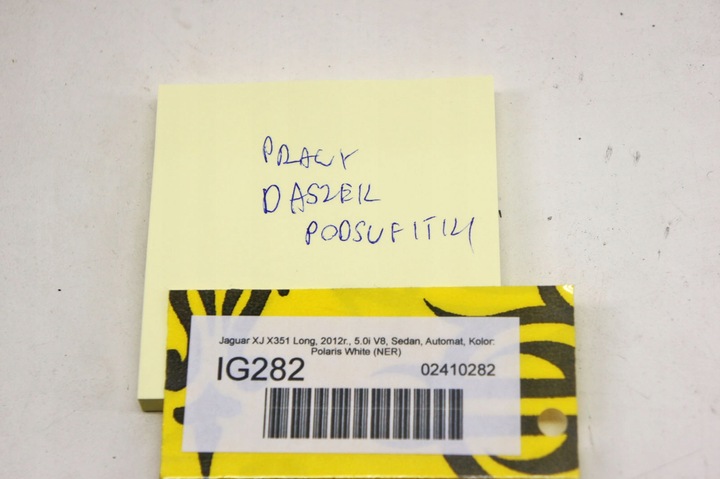 PRAWY
DASZEK
PODSUFITKI
Jaguar XJ X351 Long, 2012r., 5.0i V8, Sedan, Automat, Kolor:
Polaris White (NER)
IG282
02410282